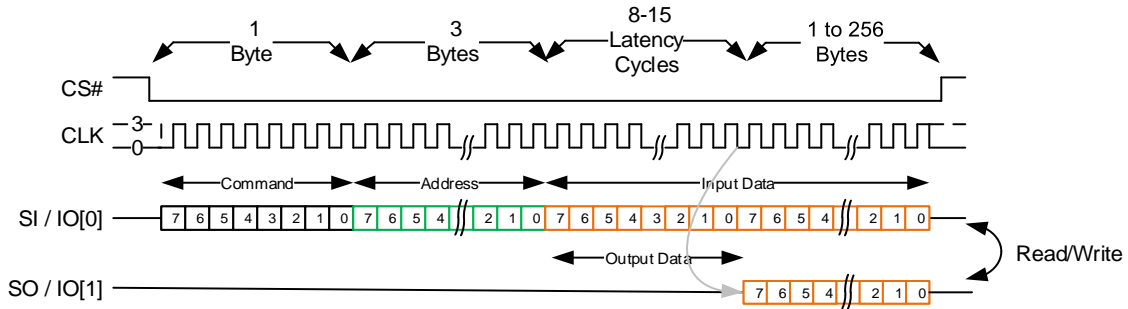 1
Byte
3
Bytes
8-15
Latency
Cycles
1 to 256
Bytes
CS#
CLK
3
0
Command
Address
Input Data
SI / IO[0]
7 6 5 4 3 2 1 0 7 6 5 4 2 1 0 7 6 5 4 3 2 1 0 7 6 5 4 2 1 0
Output Data
Read/Write
SO / IO[1]
7 6 5 4 2 1 0